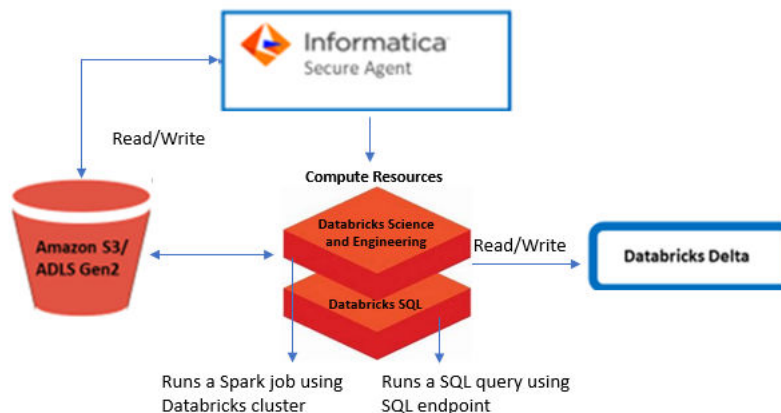 Informatica
Secure Agent
Read/Write
Compute Resources
Databricks Science
and Engineering
Amazon S3/
ADLS Gen2
Read/Write
Databricks Delta
Databricks SQL
Runs a Spark job using
Databricks cluster
Runs a SQL query using
SQL endpoint